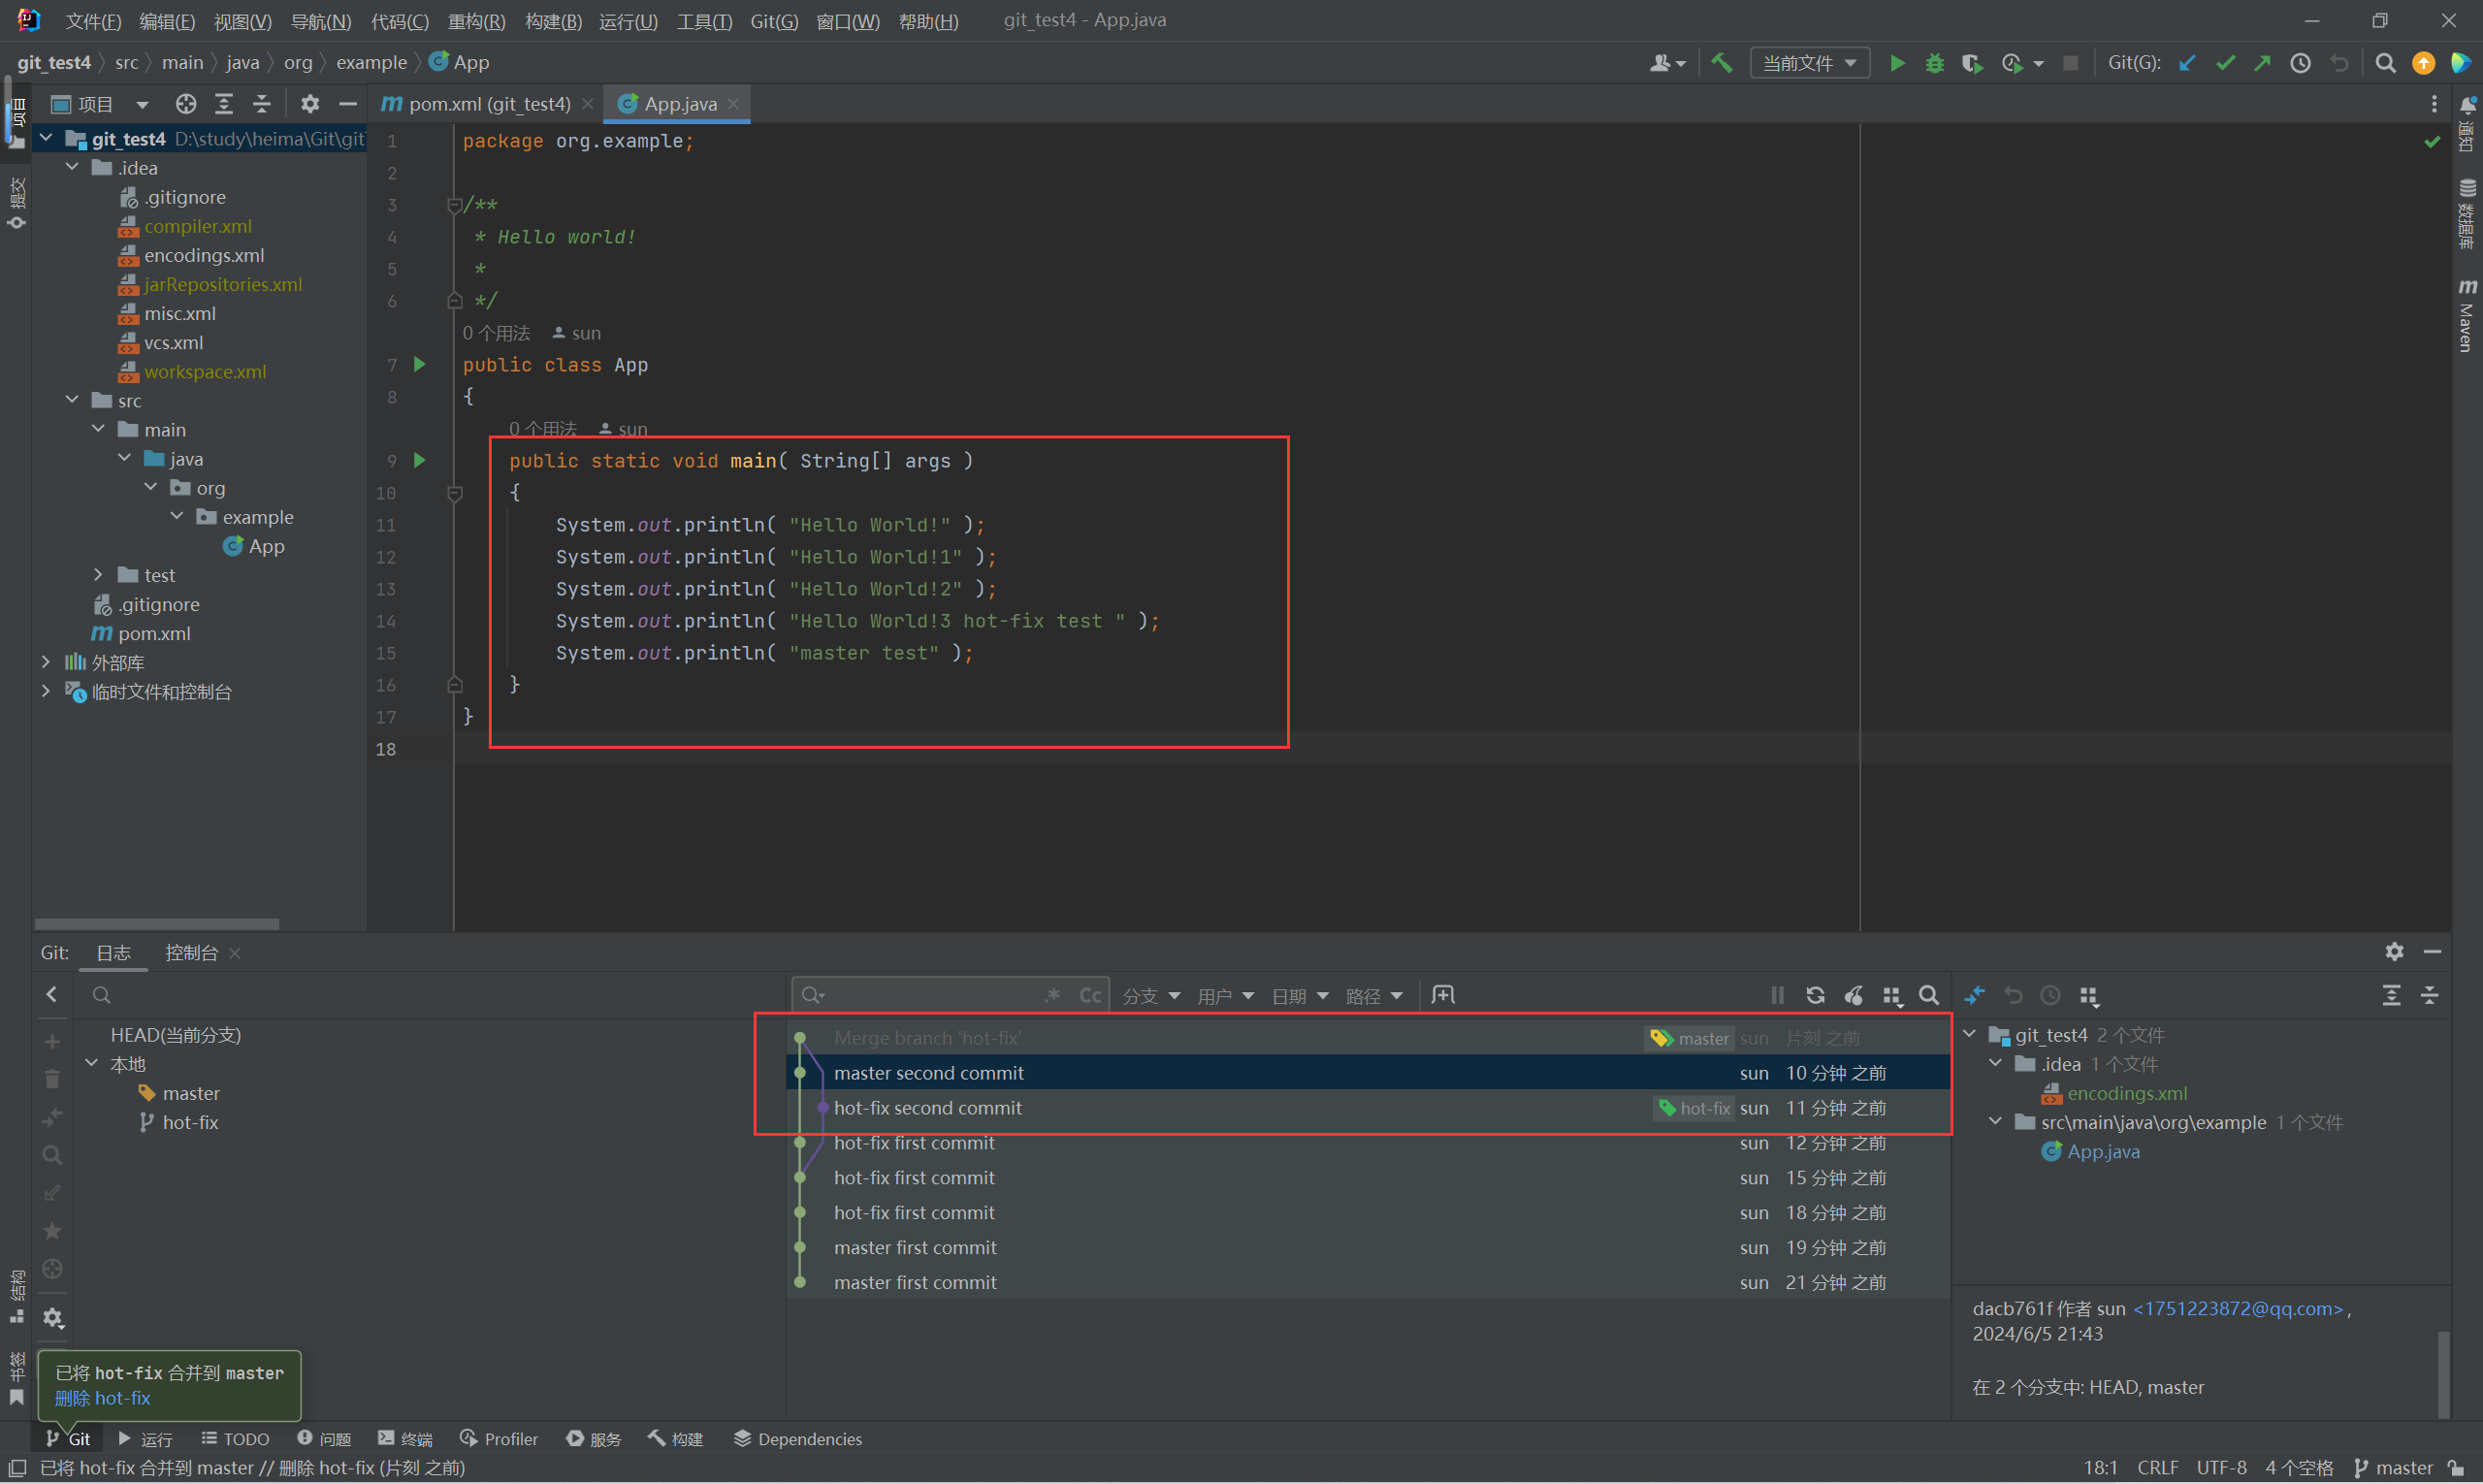 文件(F) 编辑(E) 视图(V) 导航(N) 代码(C) 重构(R) 构建(B) 运行(U) 工具(T) Git(G) 窗口(W) 帮助(H) git_test4 - App.java
git_test4 src main java org example App 当前文件 Git(G):
项目 pom.xml (git_test4) App.java
项目
提交
结构
书签
通知
数据库
Maven
git_test4 D:\study\heima\Git\git
.idea
.gitignore
compiler.xml
encodings.xml
jarRepositories.xml
misc.xml
vcs.xml
workspace.xml
src
main
java
org
example
App
test
.gitignore
pom.xml
外部库
临时文件和控制台
1 package org.example;
2
3 /**
4 * Hello world!
5 *
6 */
0 个用法 sun
7 public class App
8 {
0 个用法 sun
9 public static void main( String[] args )
10 {
11 System.out.println( "Hello World!" );
12 System.out.println( "Hello World!1" );
13 System.out.println( "Hello World!2" );
14 System.out.println( "Hello World!3 hot-fix test " );
15 System.out.println( "master test" );
16 }
17 }
18
Git: 日志 控制台
HEAD(当前分支)
本地
master
hot-fix
.* Cc 分支 用户 日期 路径
Merge branch 'hot-fix' master sun 片刻 之前
master second commit sun 10 分钟 之前
hot-fix second commit hot-fix sun 11 分钟 之前
hot-fix first commit sun 12 分钟 之前
hot-fix first commit sun 15 分钟 之前
hot-fix first commit sun 18 分钟 之前
master first commit sun 19 分钟 之前
master first commit sun 21 分钟 之前
git_test4 2 个文件
.idea 1 个文件
encodings.xml
src\main\java\org\example 1 个文件
App.java
dacb761f 作者 sun <1751223872@qq.com>,
2024/6/5 21:43
在 2 个分支中: HEAD, master
已将 hot-fix 合并到 master
删除 hot-fix
Git 运行 TODO 问题 终端 Profiler 服务 构建 Dependencies
已将 hot-fix 合并到 master // 删除 hot-fix (片刻 之前) 18:1 CRLF UTF-8 4 个空格 master